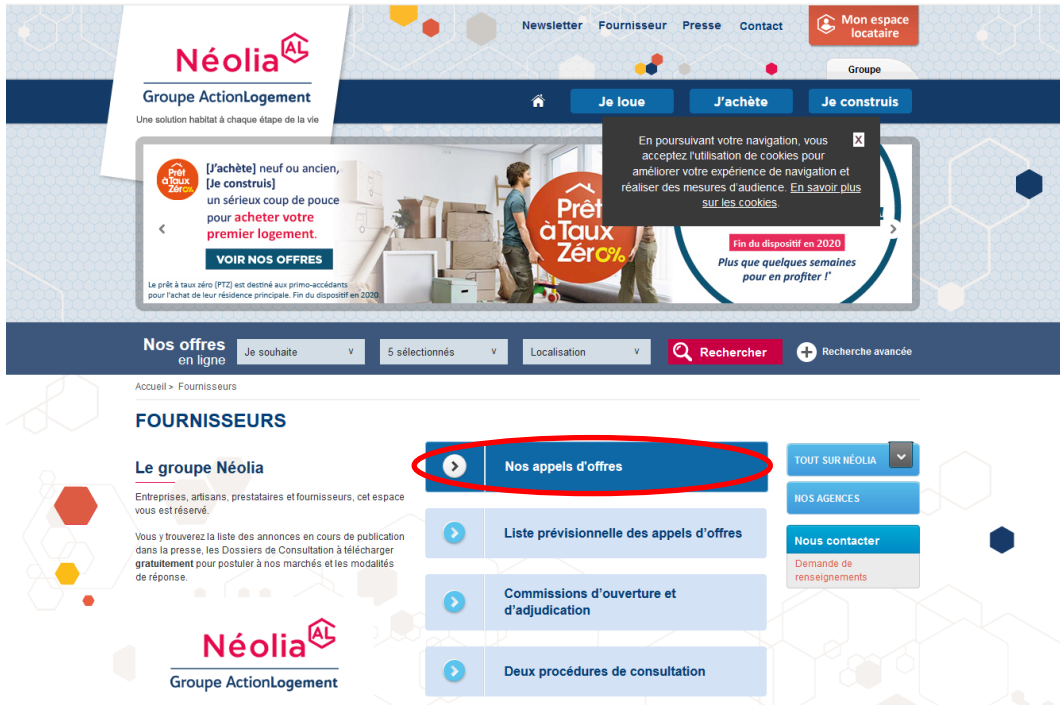 Newsletter Fournisseur Presse Contact
Mon espace
locataire
Groupe
Néolia AL
Groupe ActionLogement
Une solution habitat à chaque étape de la vie
Je loue J'achète Je construis
En poursuivant votre navigation, vous
acceptez l'utilisation de cookies pour
améliorer votre expérience de navigation et
réaliser des mesures d'audience. En savoir plus
sur les cookies.
X
Prêt
à Taux
Zéro%
[J'achète] neuf ou ancien,
[Je construis]
un sérieux coup de pouce
pour acheter votre
premier logement.
VOIR NOS OFFRES
Le prêt à taux zéro [PTZ] est destiné aux primo-accédants
pour l'achat de leur résidence principale. Fin du dispositif en 2020.
Prêt
à Taux
Zéro%
!
Fin du dispositif en 2020
Plus que quelques semaines
pour en profiter !*
Nos offres
en ligne
Je souhaite
5 sélectionnés
Localisation
Rechercher
Recherche avancée
Accueil > Fournisseurs
FOURNISSEURS
Le groupe Néolia
Entreprises, artisans, prestataires et fournisseurs, cet espace
vous est réservé.
Vous y trouverez la liste des annonces en cours de publication
dans la presse, les Dossiers de Consultation à télécharger
gratuitement pour postuler à nos marchés et les modalités
de réponse.
Néolia AL
Groupe ActionLogement
Nos appels d'offres
Liste prévisionnelle des appels d'offres
Commissions d'ouverture et
d'adjudication
Deux procédures de consultation
TOUT SUR NÉOLIA
NOS AGENCES
Nous contacter
Demande de
renseignements